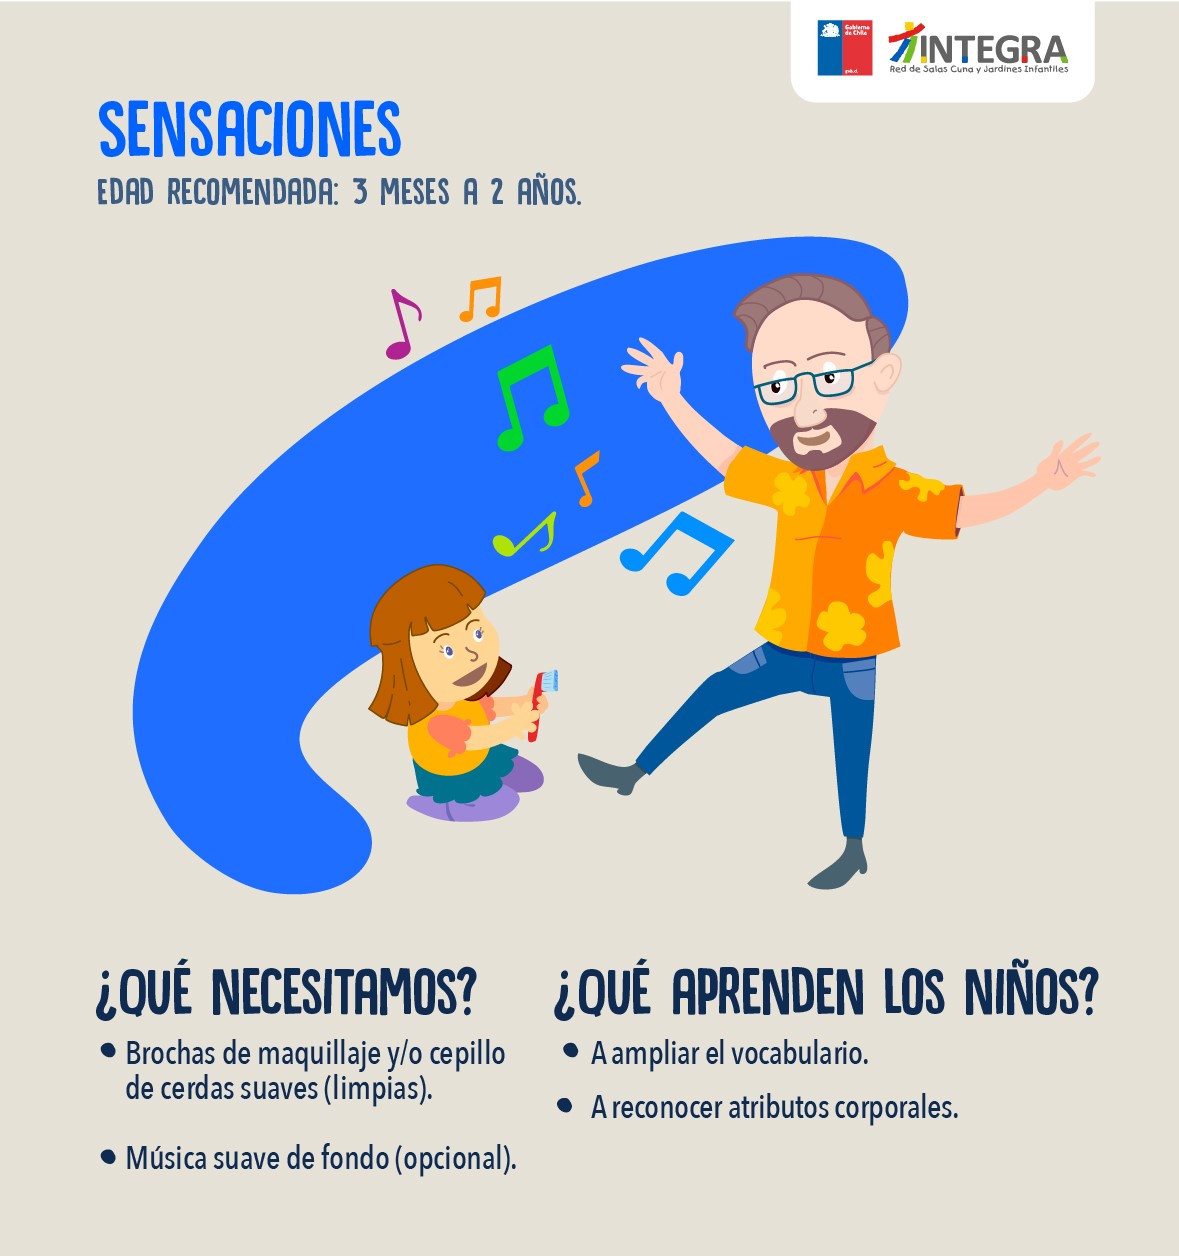 Gobierno
de Chile
gob.cl
INTEGRA
Red de Salas Cuna y Jardines Infantiles
SENSACIONES
EDAD RECOMENDADA: 3 MESES A 2 AÑOS.
¿QUÉ NECESITAMOS?
• Brochas de maquillaje y/o cepillo
de cerdas suaves (limpias).
• Música suave de fondo (opcional).
¿QUÉ APRENDEN LOS NIÑOS?
• A ampliar el vocabulario.
• A reconocer atributos corporales.